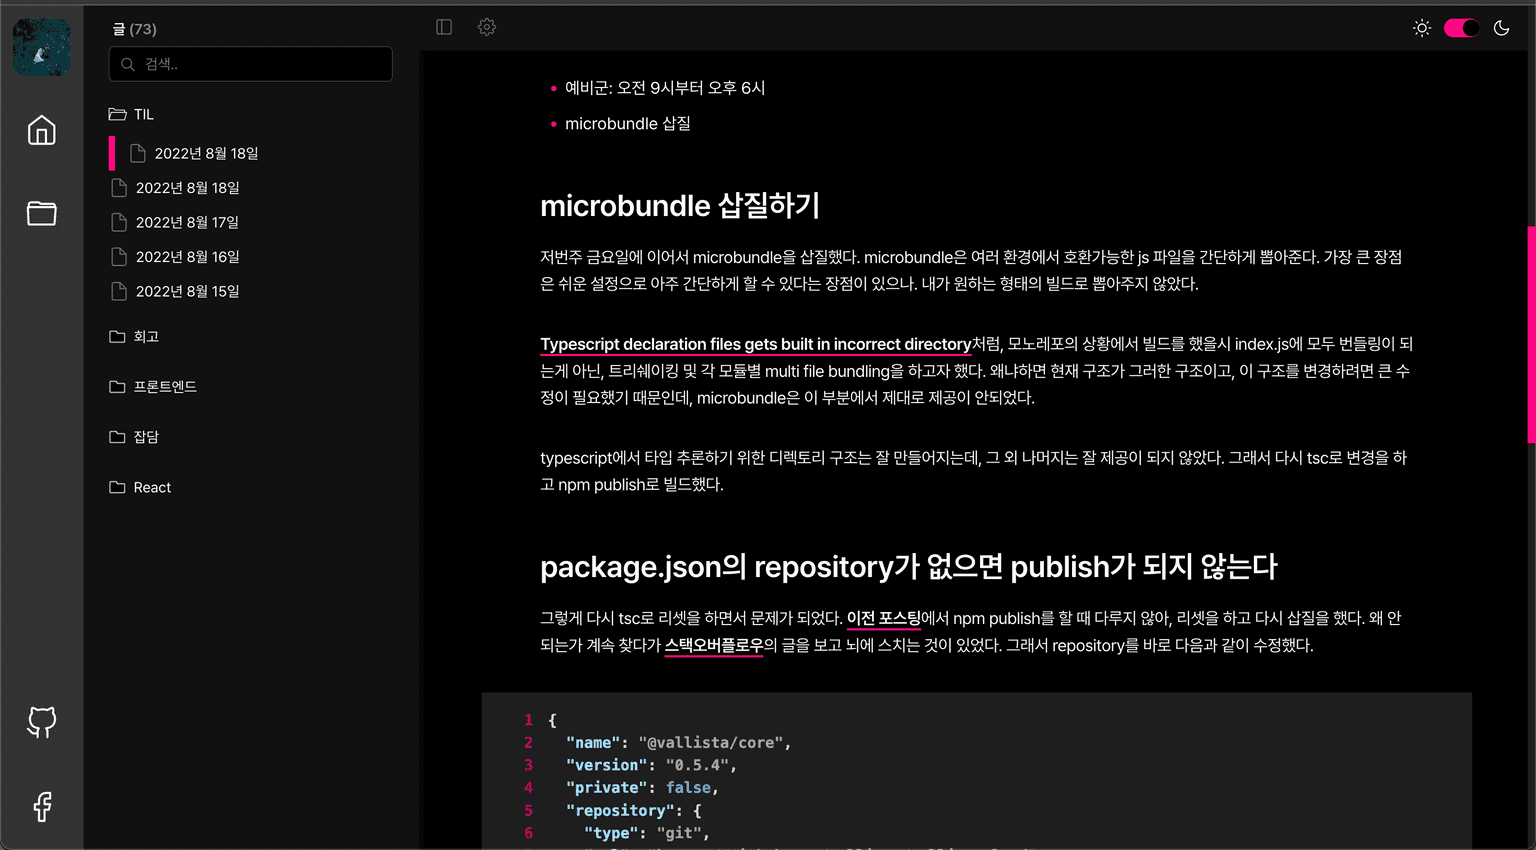 글 (73)
검색..
TIL
2022년 8월 18일
2022년 8월 18일
2022년 8월 17일
2022년 8월 16일
2022년 8월 15일
회고
프론트엔드
잡담
React
예비군: 오전 9시부터 오후 6시
microbundle 삽질
microbundle 삽질하기
저번주 금요일에 이어서 microbundle을 삽질했다. microbundle은 여러 환경에서 호환가능한 js 파일을 간단하게 뽑아준다. 가장 큰 장점
은 쉬운 설정으로 아주 간단하게 할 수 있다는 장점이 있으나. 내가 원하는 형태의 빌드로 뽑아주지 않았다.
Typescript declaration files gets built in incorrect directory처럼, 모노레포의 상황에서 빌드를 했을시 index.js에 모두 번들링이 되
는게 아닌, 트리쉐이킹 및 각 모듈별 multi file bundling을 하고자 했다. 왜냐하면 현재 구조가 그러한 구조이고, 이 구조를 변경하려면 큰 수
정이 필요했기 때문인데, microbundle은 이 부분에서 제대로 제공이 안되었다.
typescript에서 타입 추론하기 위한 디렉토리 구조는 잘 만들어지는데, 그 외 나머지는 잘 제공이 되지 않았다. 그래서 다시 tsc로 변경을 하
고 npm publish로 빌드했다.
package.json의 repository가 없으면 publish가 되지 않는다
그렇게 다시 tsc로 리셋을 하면서 문제가 되었다. 이전 포스팅에서 npm publish를 할 때 다루지 않아, 리셋을 하고 다시 삽질을 했다. 왜 안
되는가 계속 찾다가 스택오버플로우의 글을 보고 뇌에 스치는 것이 있었다. 그래서 repository를 바로 다음과 같이 수정했다.
1 {
2 "name": "@vallista/core",
3 "version": "0.5.4",
4 "private": false,
5 "repository": {
6 "type": "git",